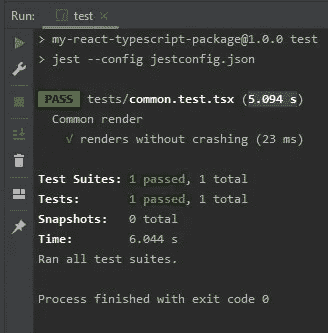 Run: test ×
> my-react-typescript-package@1.0.0 test
> jest --config jestconfig.json
PASS tests/common.test.tsx (5.094 s)
Common render
√ renders without crashing (23 ms)
Test Suites: 1 passed, 1 total
Tests: 1 passed, 1 total
Snapshots: 0 total
Time: 6.044 s
Ran all test suites.
Process finished with exit code 0